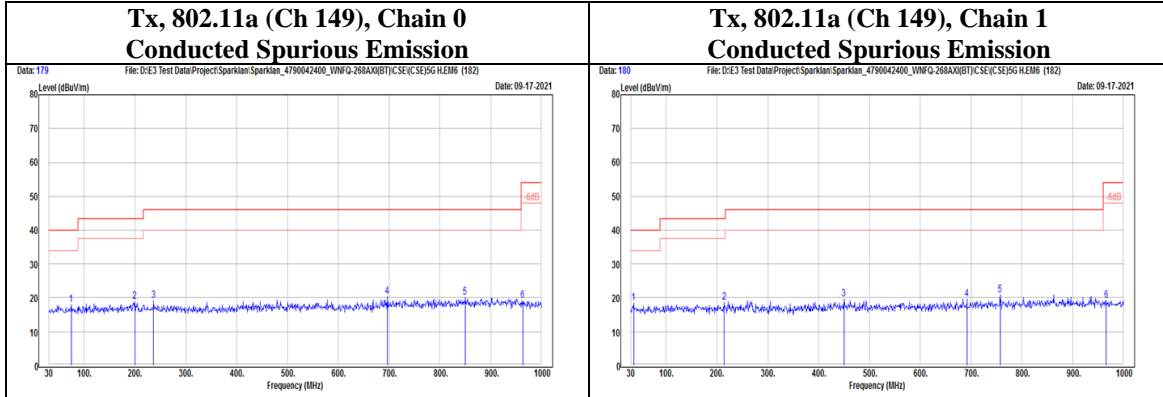 Tx, 802.11a (Ch 149), Chain 0
Conducted Spurious Emission
Data: 179 File: D:\E3 Test Data\Project\Sparklan\Sparklan_4790042400_WNFQ-268AXI(BT)\CSE\(CSE)5G H.EM6 (182)
Level (dBuV/m) Date: 09-17-2021
80
70
60
50
-6dB
40
30
20
1 2 3 4 5 6
10
0
30 100. 200. 300. 400. 500. 600. 700. 800. 900. 1000
Frequency (MHz)
Tx, 802.11a (Ch 149), Chain 1
Conducted Spurious Emission
Data: 180 File: D:\E3 Test Data\Project\Sparklan\Sparklan_4790042400_WNFQ-268AXI(BT)\CSE\(CSE)5G H.EM6 (182)
Level (dBuV/m) Date: 09-17-2021
80
70
60
50
-6dB
40
30
20
1 2 3 4 5 6
10
0
30 100. 200. 300. 400. 500. 600. 700. 800. 900. 1000
Frequency (MHz)